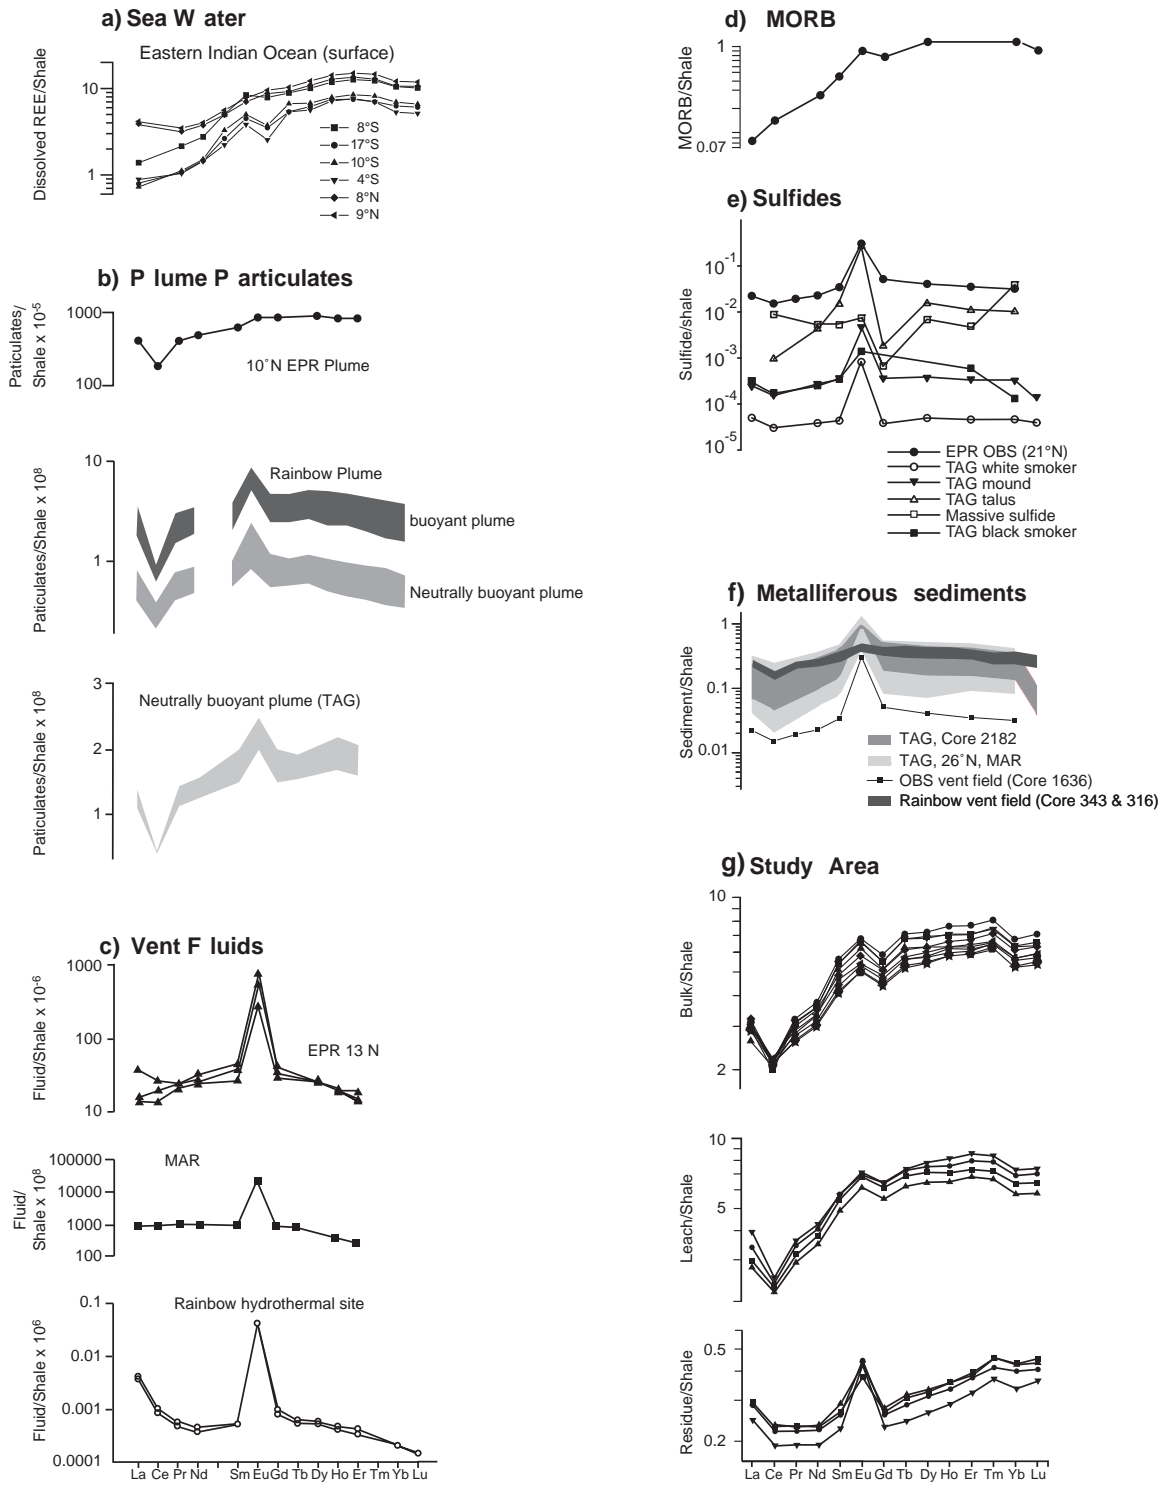 a) Sea W ater
Eastern Indian Ocean (surface)
Dissolved REE/Shale
10
1
8°S
17°S
10°S
4°S
8°N
9°N
b) P lume P articulates
Paticulates/
Shale x 10-5
1000
100
10˚N EPR Plume
Paticulates/Shale x 10⁸
10
1
Rainbow Plume
buoyant plume
Neutrally buoyant plume
Paticulates/Shale x 10⁸
3
2
1
Neutrally buoyant plume (TAG)
c) Vent F luids
Fluid/Shale x 10-6
1000
100
10
EPR 13 N
Fluid/
Shale x 10⁸
100000
10000
1000
100
MAR
Fluid/Shale x 10⁶
0.1
0.01
0.001
0.0001
Rainbow hydrothermal site
La Ce Pr Nd Sm Eu Gd Tb Dy Ho Er Tm Yb Lu
d) MORB
MORB/Shale
1
0.07
e) Sulfides
Sulfide/shale
10-1
10-2
10-3
10-4
10-5
EPR OBS (21°N)
TAG white smoker
TAG mound
TAG talus
Massive sulfide
TAG black smoker
f) Metalliferous sediments
Sediment/Shale
1
0.1
0.01
TAG, Core 2182
TAG, 26˚N, MAR
OBS vent field (Core 1636)
Rainbow vent field (Core 343 & 316)
g) Study Area
Bulk/Shale
10
2
Leach/Shale
10
5
Residue/Shale
0.5
0.2
La Ce Pr Nd Sm Eu Gd Tb Dy Ho Er Tm Yb Lu